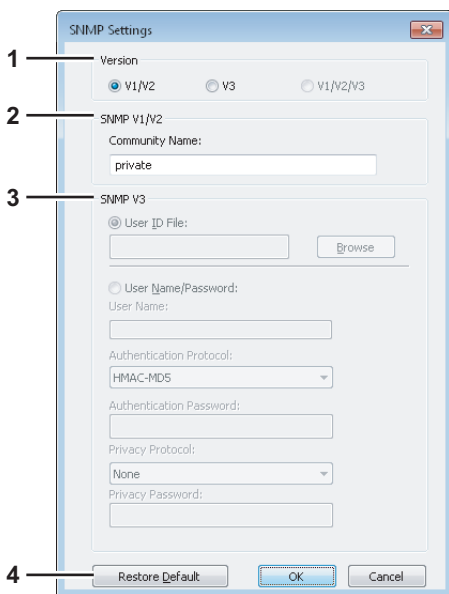 SNMP Settings
1
Version
V1/V2 V3 V1/V2/V3
2
SNMP V1/V2
Community Name:
private
3
SNMP V3
User ID File:
Browse
User Name/Password:
User Name:
Authentication Protocol:
HMAC-MD5
Authentication Password:
Privacy Protocol:
None
Privacy Password:
4
Restore Default OK Cancel